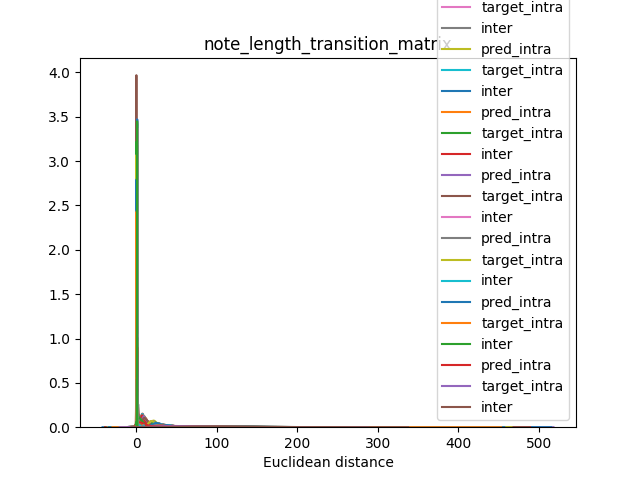 target_intra
inter
note_length_transition_matrix
pred_intra
target_intra
inter
pred_intra
target_intra
inter
pred_intra
target_intra
inter
pred_intra
target_intra
inter
pred_intra
target_intra
inter
pred_intra
target_intra
inter
4.0
3.5
3.0
2.5
2.0
1.5
1.0
0.5
0.0
0
100
200
300
400
500
Euclidean distance